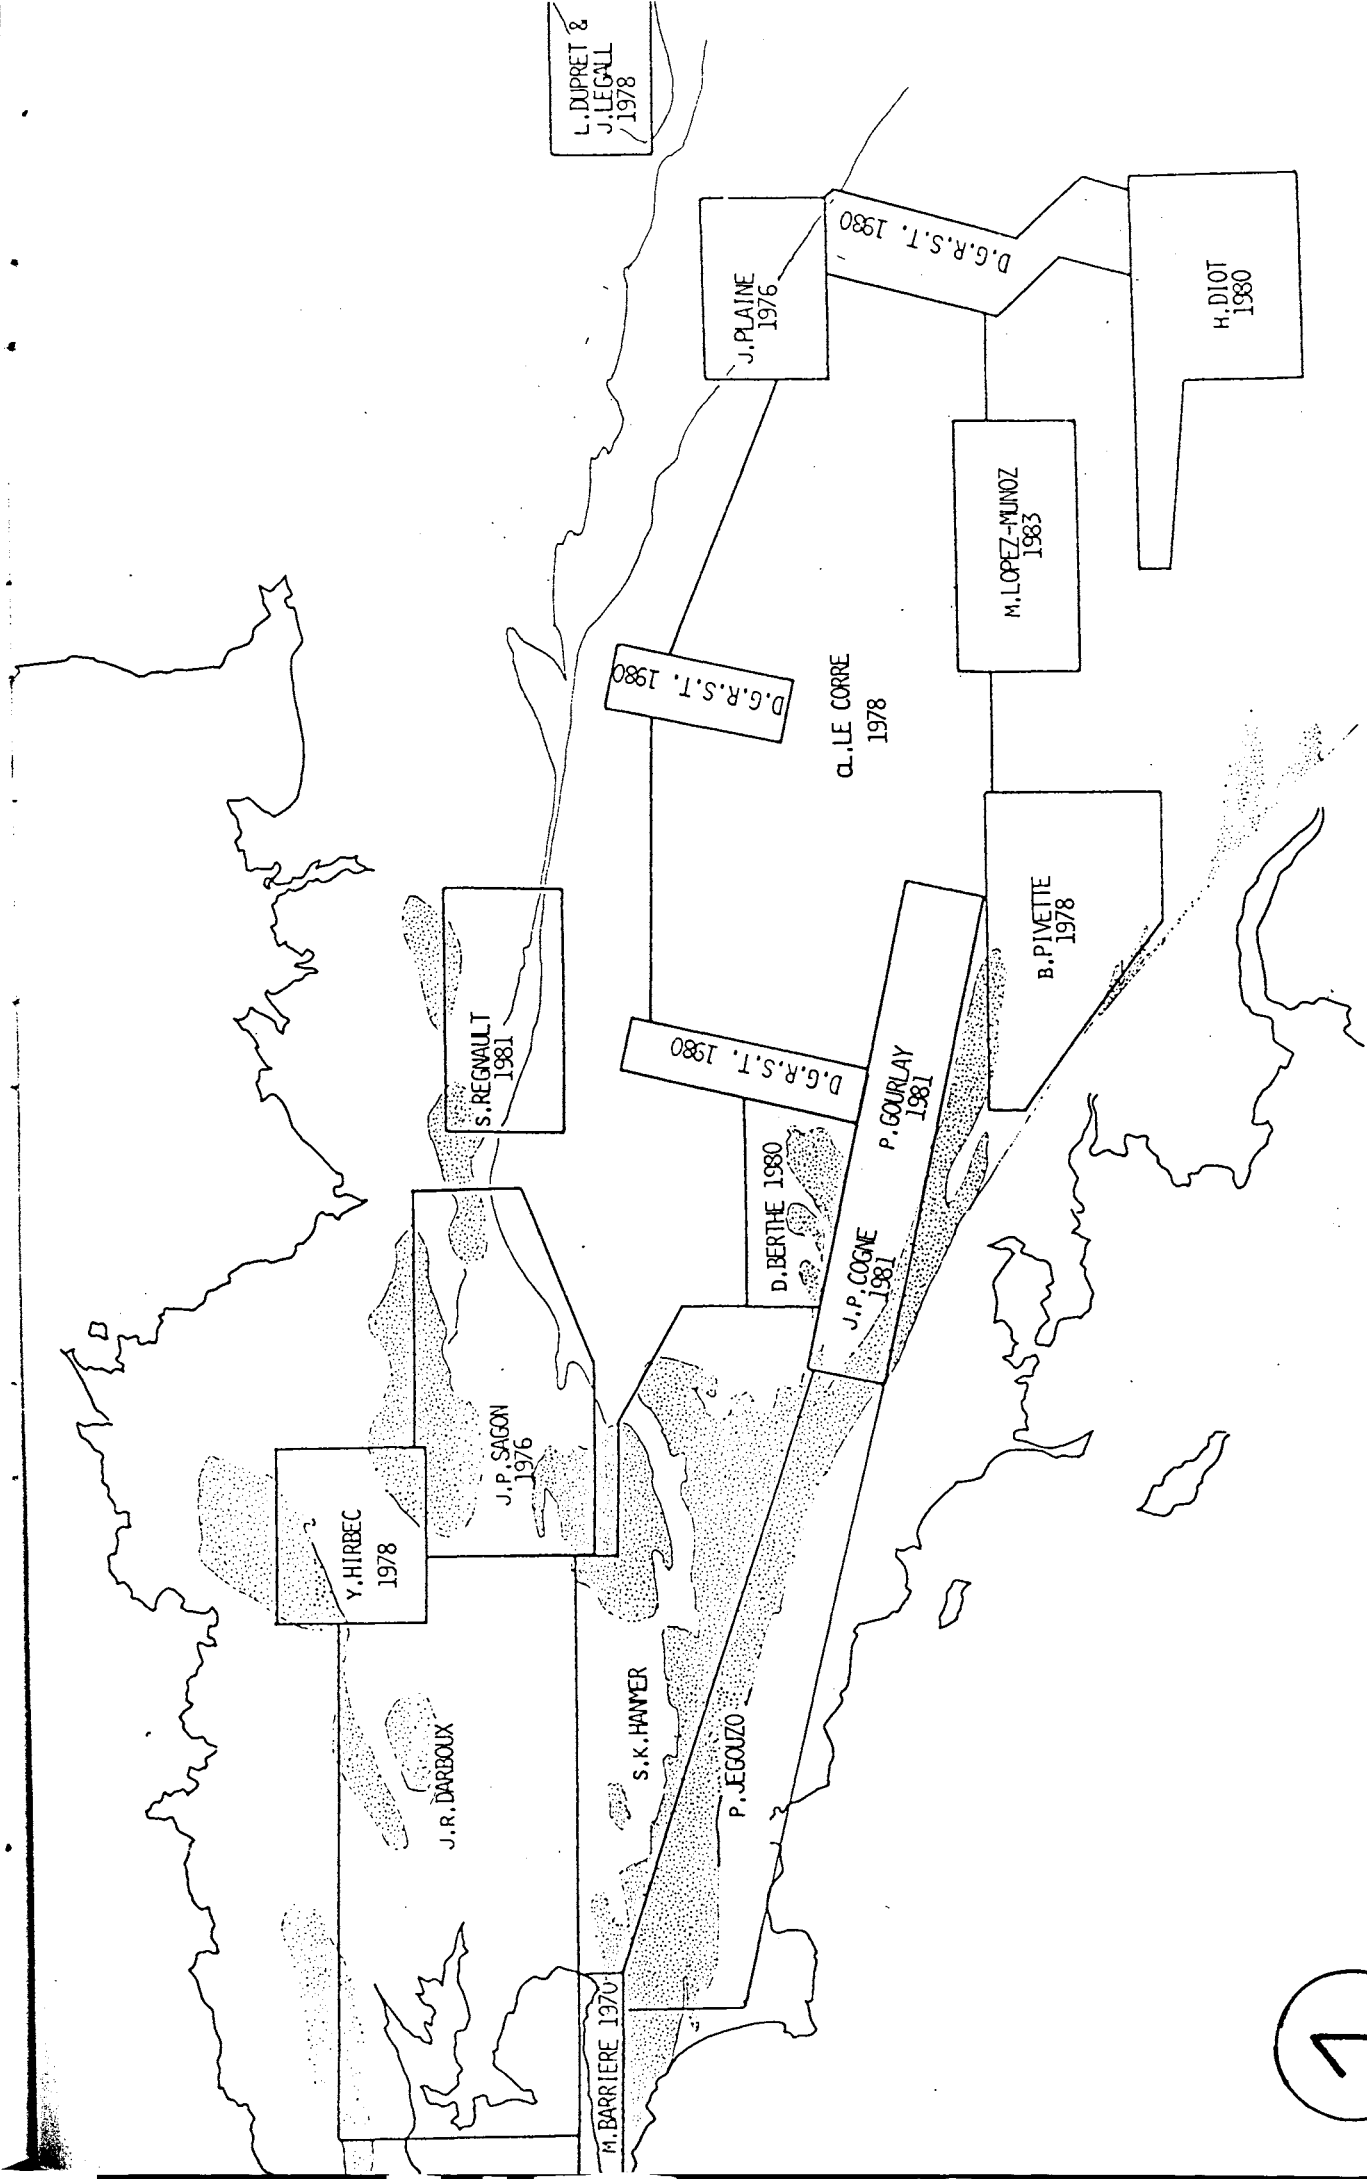 L.DUPRET &
J.LEGALL
1978
J.PLAINE
1976
D.G.R.S.T. 1980
H.DIOT
1980
M.LOPEZ-MUNOZ
1983
D.G.R.S.T. 1980
CL.LE CORRE
1978
S.REGNAULT
1981
B.PIVETTE
1978
D.G.R.S.T. 1980
P.GOURLAY
1981
D.BERTHE 1980
J.P.COGNE
1981
J.P.SAGON
1976
Y.HIRBEC
1978
?
S.K.HANMER
J.R.DARBOUX
P.JEGOUZO
M.BARRIERE 1970
1